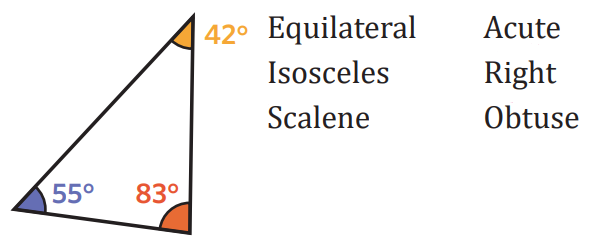 42°
55° 83°
Equilateral Acute
Isosceles Right
Scalene Obtuse